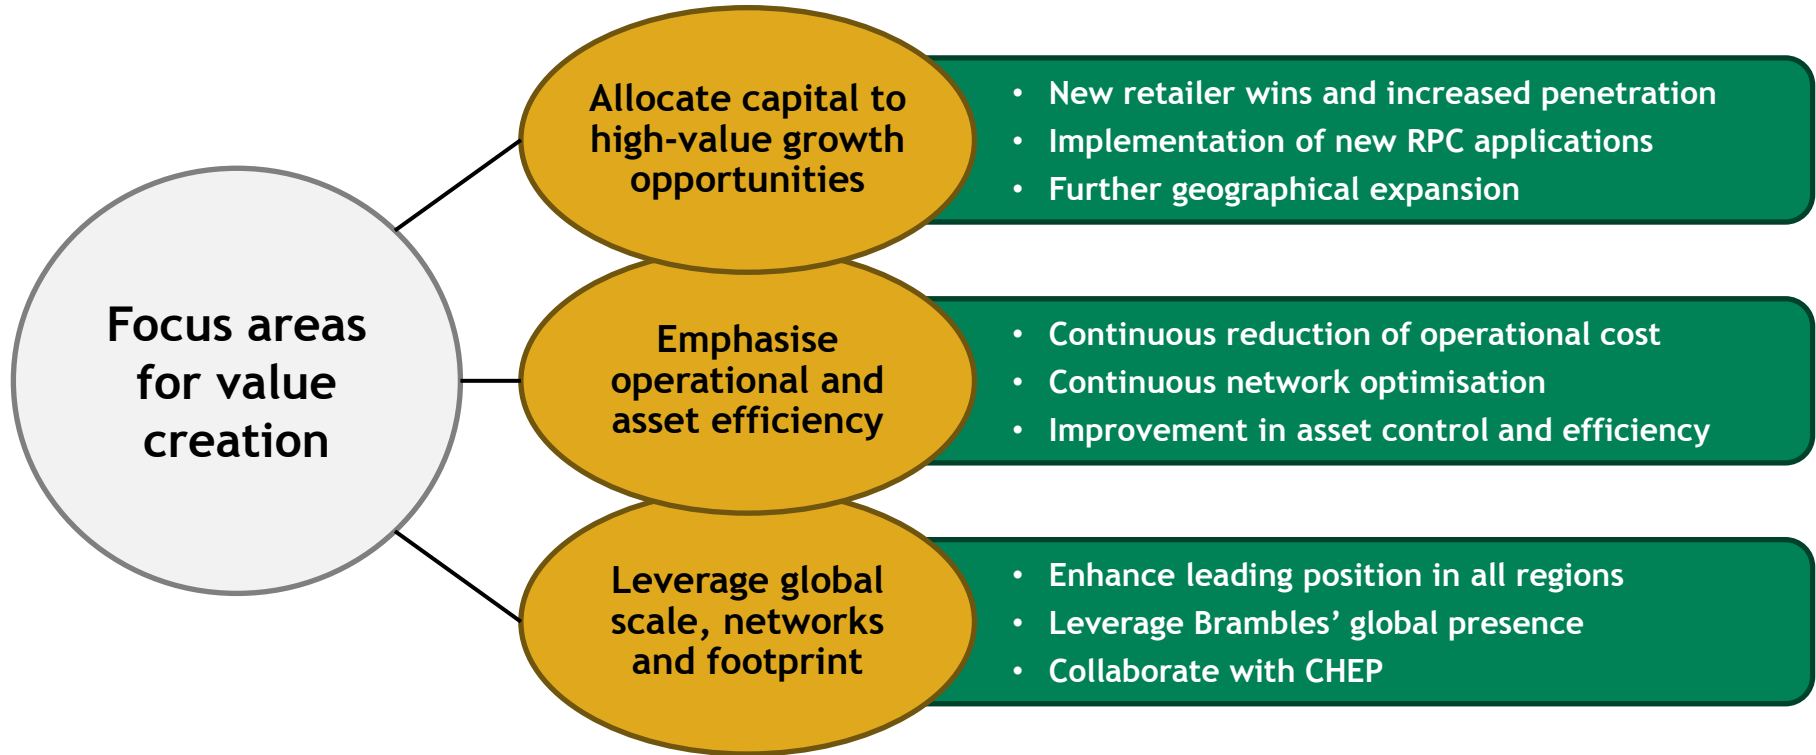 Focus areas
for value
creation
Allocate capital to
high-value growth
opportunities
• New retailer wins and increased penetration
• Implementation of new RPC applications
• Further geographical expansion
Emphasise
operational and
asset efficiency
• Continuous reduction of operational cost
• Continuous network optimisation
• Improvement in asset control and efficiency
Leverage global
scale, networks
and footprint
• Enhance leading position in all regions
• Leverage Brambles’ global presence
• Collaborate with CHEP